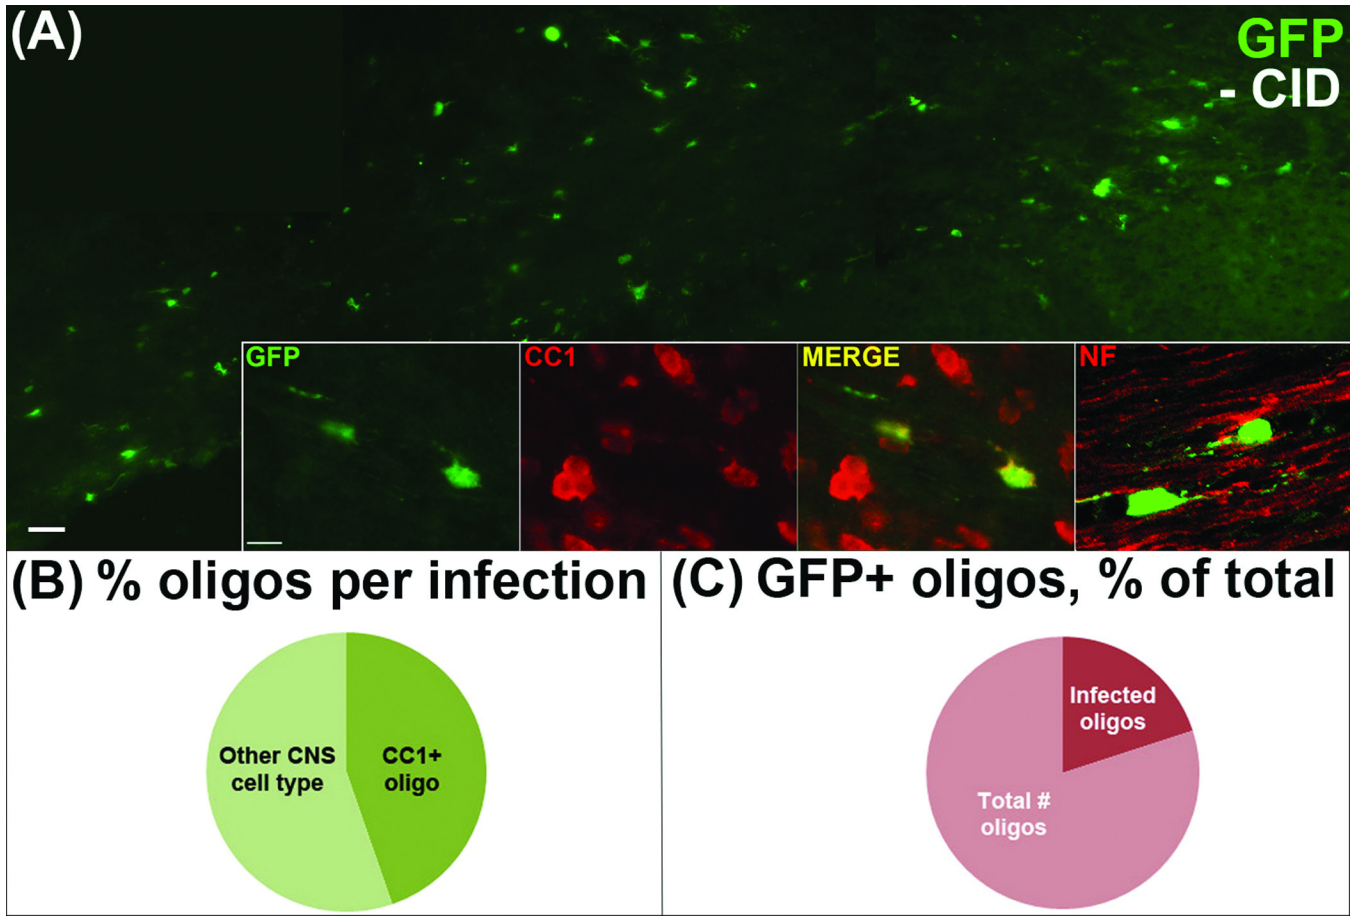 (A)
GFP
- CID
GFP
CC1
MERGE
NF
(B) % oligos per infection
Other CNS
cell type
CC1+
oligo
(C) GFP+ oligos, % of total
Infected
oligos
Total #
oligos